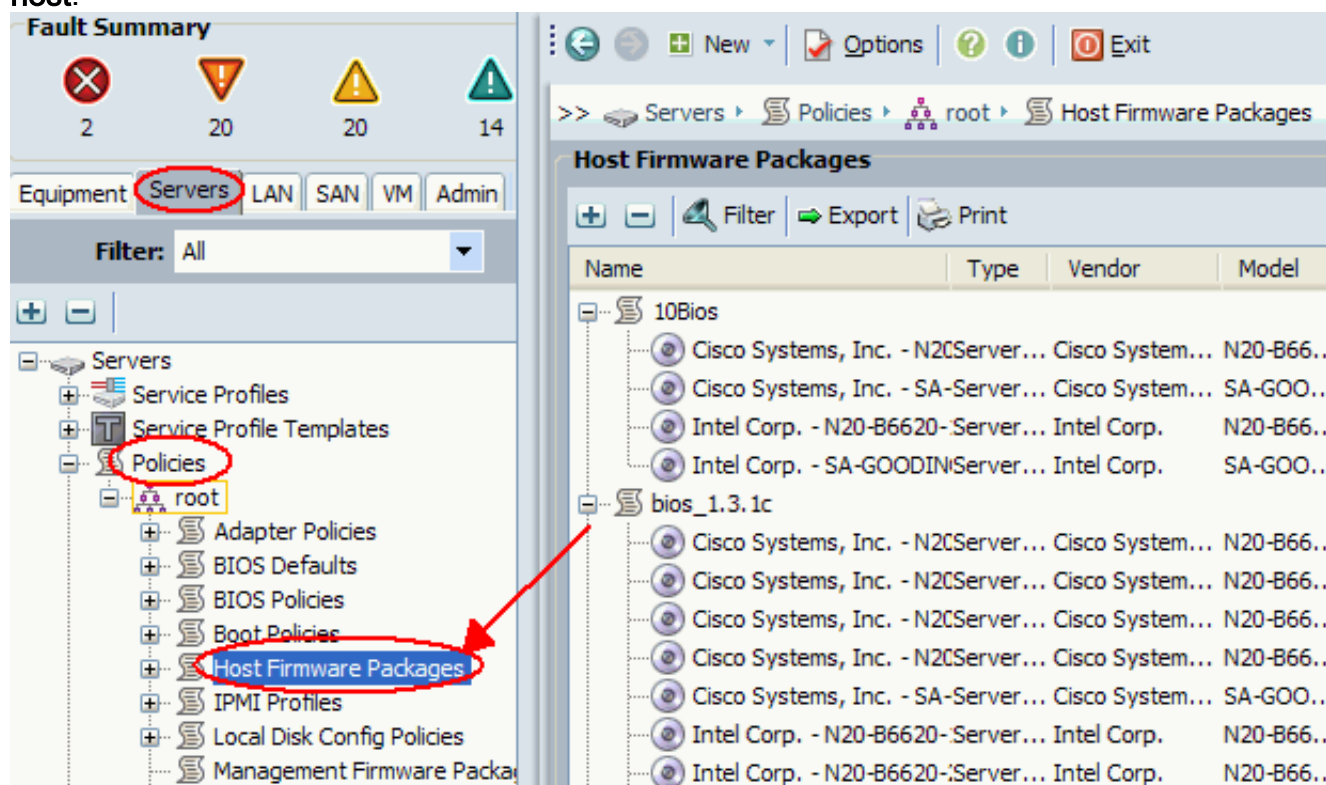 Host.
Fault Summary
2 20 20 14
Equipment Servers LAN SAN VM Admin
Filter: All
Servers
Service Profiles
Service Profile Templates
Policies
root
Adapter Policies
BIOS Defaults
BIOS Policies
Boot Policies
Host Firmware Packages
IPMI Profiles
Local Disk Config Policies
Management Firmware Packa
New Options Exit
>> Servers Policies root Host Firmware Packages
Host Firmware Packages
Filter Export Print
Name Type Vendor Model
10Bios
Cisco Systems, Inc. - N20 Server... Cisco System... N20-B66..
Cisco Systems, Inc. - SA- Server... Cisco System... SA-GOO..
Intel Corp. - N20-B6620- Server... Intel Corp. N20-B66..
Intel Corp. - SA-GOODIN Server... Intel Corp. SA-GOO..
bios_1.3.1c
Cisco Systems, Inc. - N20 Server... Cisco System... N20-B66..
Cisco Systems, Inc. - N20 Server... Cisco System... N20-B66..
Cisco Systems, Inc. - N20 Server... Cisco System... N20-B66..
Cisco Systems, Inc. - N20 Server... Cisco System... N20-B66..
Cisco Systems, Inc. - SA- Server... Cisco System... SA-GOO..
Intel Corp. - N20-B6620- Server... Intel Corp. N20-B66..
Intel Corp. - N20-B6620- Server... Intel Corp. N20-B66..